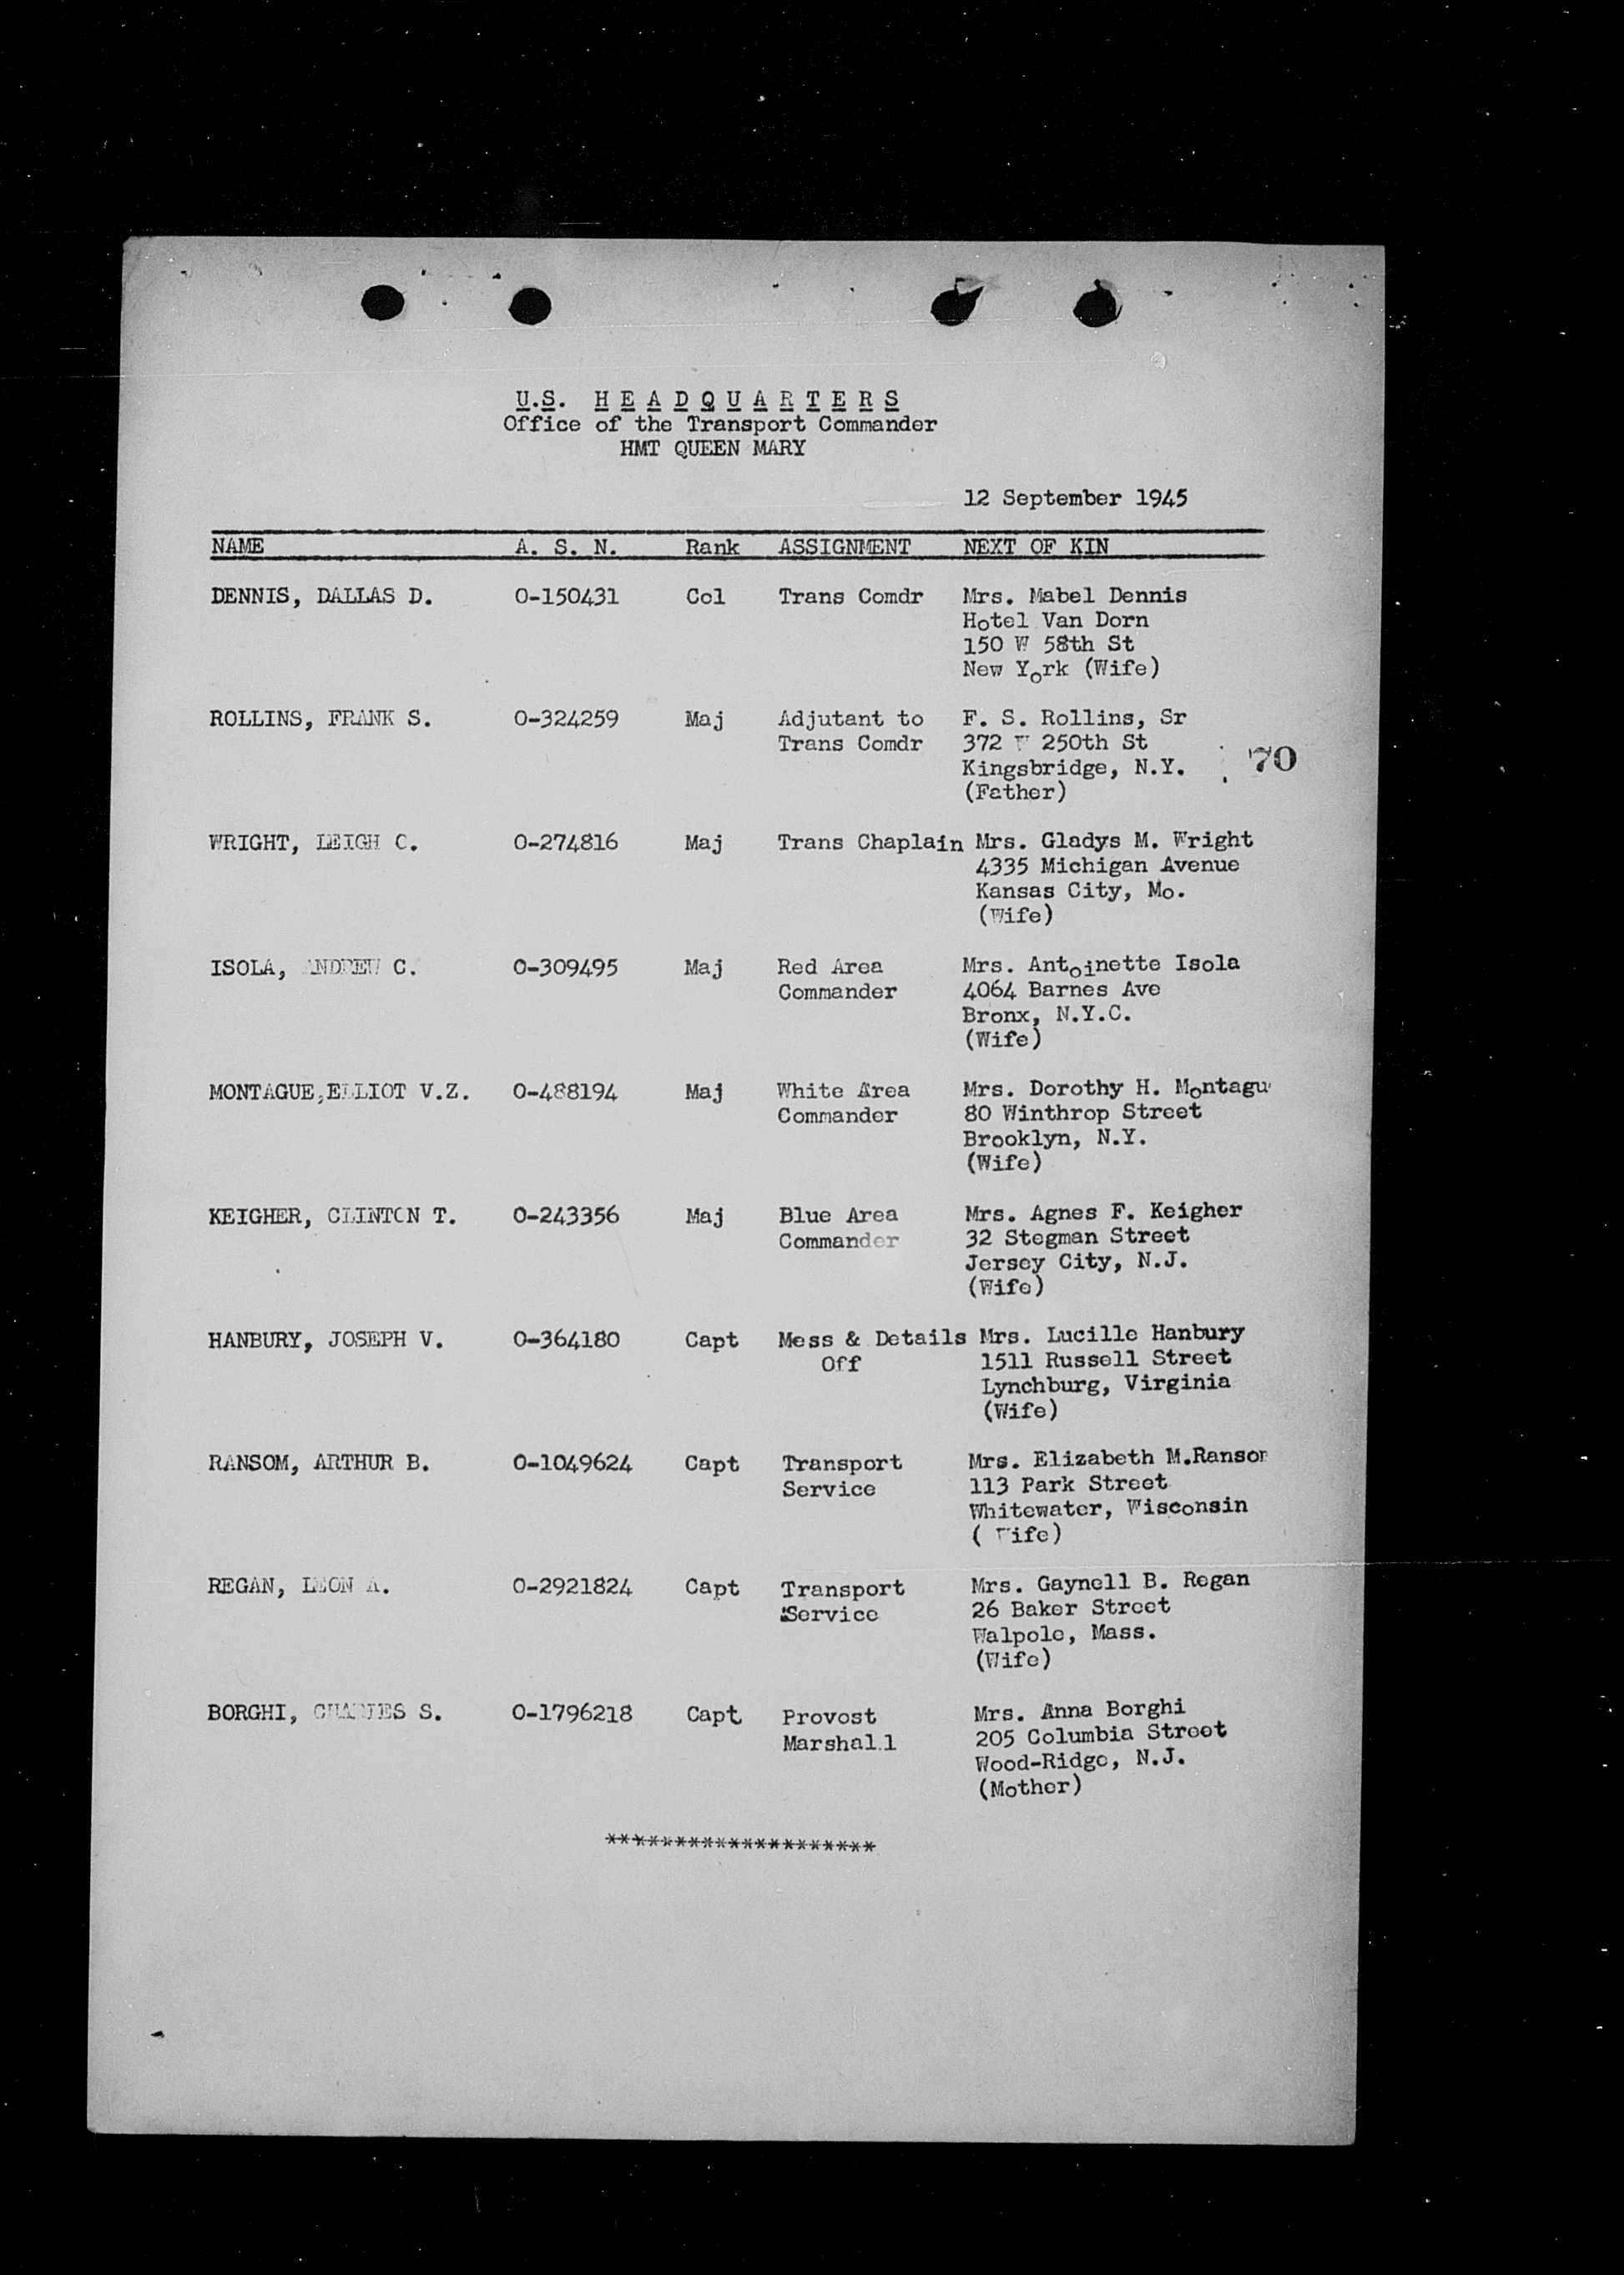 U.S. HEADQUARTERS
Office of the Transport Commander
HMT QUEEN MARY
12 September 1945
NAME A. S. N. Rank ASSIGNMENT NEXT OF KIN
DENNIS, DALLAS D. 0-150431 Col Trans Comdr Mrs. Mabel Dennis
Hotel Van Dorn
150 W 58th St
New York (Wife)
ROLLINS, FRANK S. 0-324259 Maj Adjutant to F. S. Rollins, Sr
Trans Comdr 372 W 250th St
Kingsbridge, N.Y.
70
(Father)
WRIGHT, LEIGH C. 0-274816 Maj Trans Chaplain Mrs. Gladys M. Wright
4335 Michigan Avenue
Kansas City, Mo.
(Wife)
ISOLA, ANDREW C. 0-309495 Maj Red Area Mrs. Antoinette Isola
Commander 4064 Barnes Ave
Bronx, N.Y.C.
(Wife)
MONTAGUE,ELLIOT V.Z. 0-488194 Maj White Area Mrs. Dorothy H. Montagu
Commander 80 Winthrop Street
Brooklyn, N.Y.
(Wife)
KEIGHER, CLINTON T. 0-243356 Maj Blue Area Mrs. Agnes F. Keigher
Commander 32 Stegman Street
Jersey City, N.J.
(Wife)
HANBURY, JOSEPH V. 0-364180 Capt Mess & Details Mrs. Lucille Hanbury
Off 1511 Russell Street
Lynchburg, Virginia
(Wife)
RANSOM, ARTHUR B. 0-1049624 Capt Transport Mrs. Elizabeth M.Ransom
Service 113 Park Street
Whitewater, Wisconsin
( Wife)
REGAN, LEON A. 0-2921824 Capt Transport Mrs. Gaynell B. Regan
Service 26 Baker Street
Walpole, Mass.
(Wife)
BORGHI, CHARLES S. 0-1796218 Capt Provost Mrs. Anna Borghi
Marshall 205 Columbia Street
Wood-Ridge, N.J.
(Mother)
********************